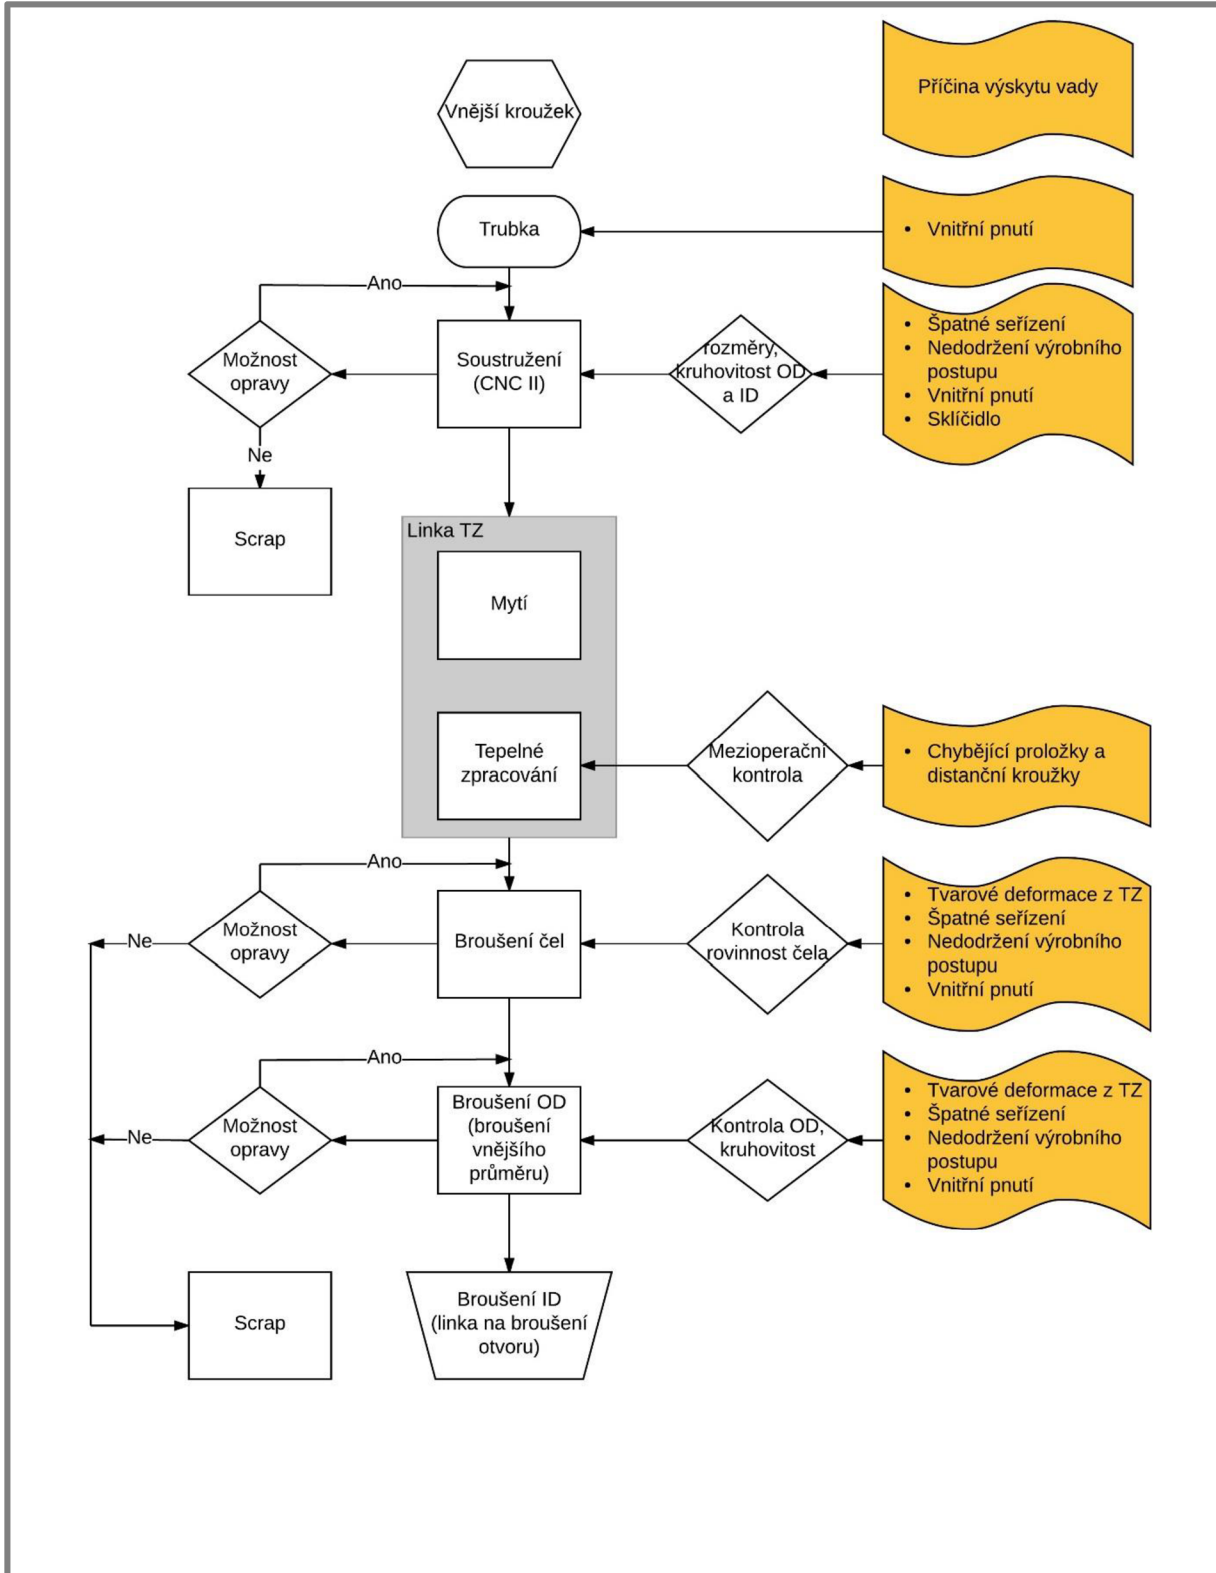 Příčina výskytu vady
Vnější kroužek
Trubka
• Vnitřní pnutí
Ano
Možnost
opravy
Soustružení
(CNC II)
rozměry,
kruhovitost OD
a ID
• Špatné seřízení
• Nedodržení výrobního
postupu
• Vnitřní pnutí
• Sklíčidlo
Ne
Scrap
Linka TZ
Mytí
Tepelné
zpracování
Mezioperační
kontrola
• Chybějící proložky a
distanční kroužky
Ano
Ne
Možnost
opravy
Broušení čel
Kontrola
rovinnost čela
• Tvarové deformace z TZ
• Špatné seřízení
• Nedodržení výrobního
postupu
• Vnitřní pnutí
Ano
Ne
Možnost
opravy
Broušení OD
(broušení
vnějšího
průměru)
Kontrola OD,
kruhovitost
• Tvarové deformace z TZ
• Špatné seřízení
• Nedodržení výrobního
postupu
• Vnitřní pnutí
Scrap
Broušení ID
(linka na broušení
otvoru)